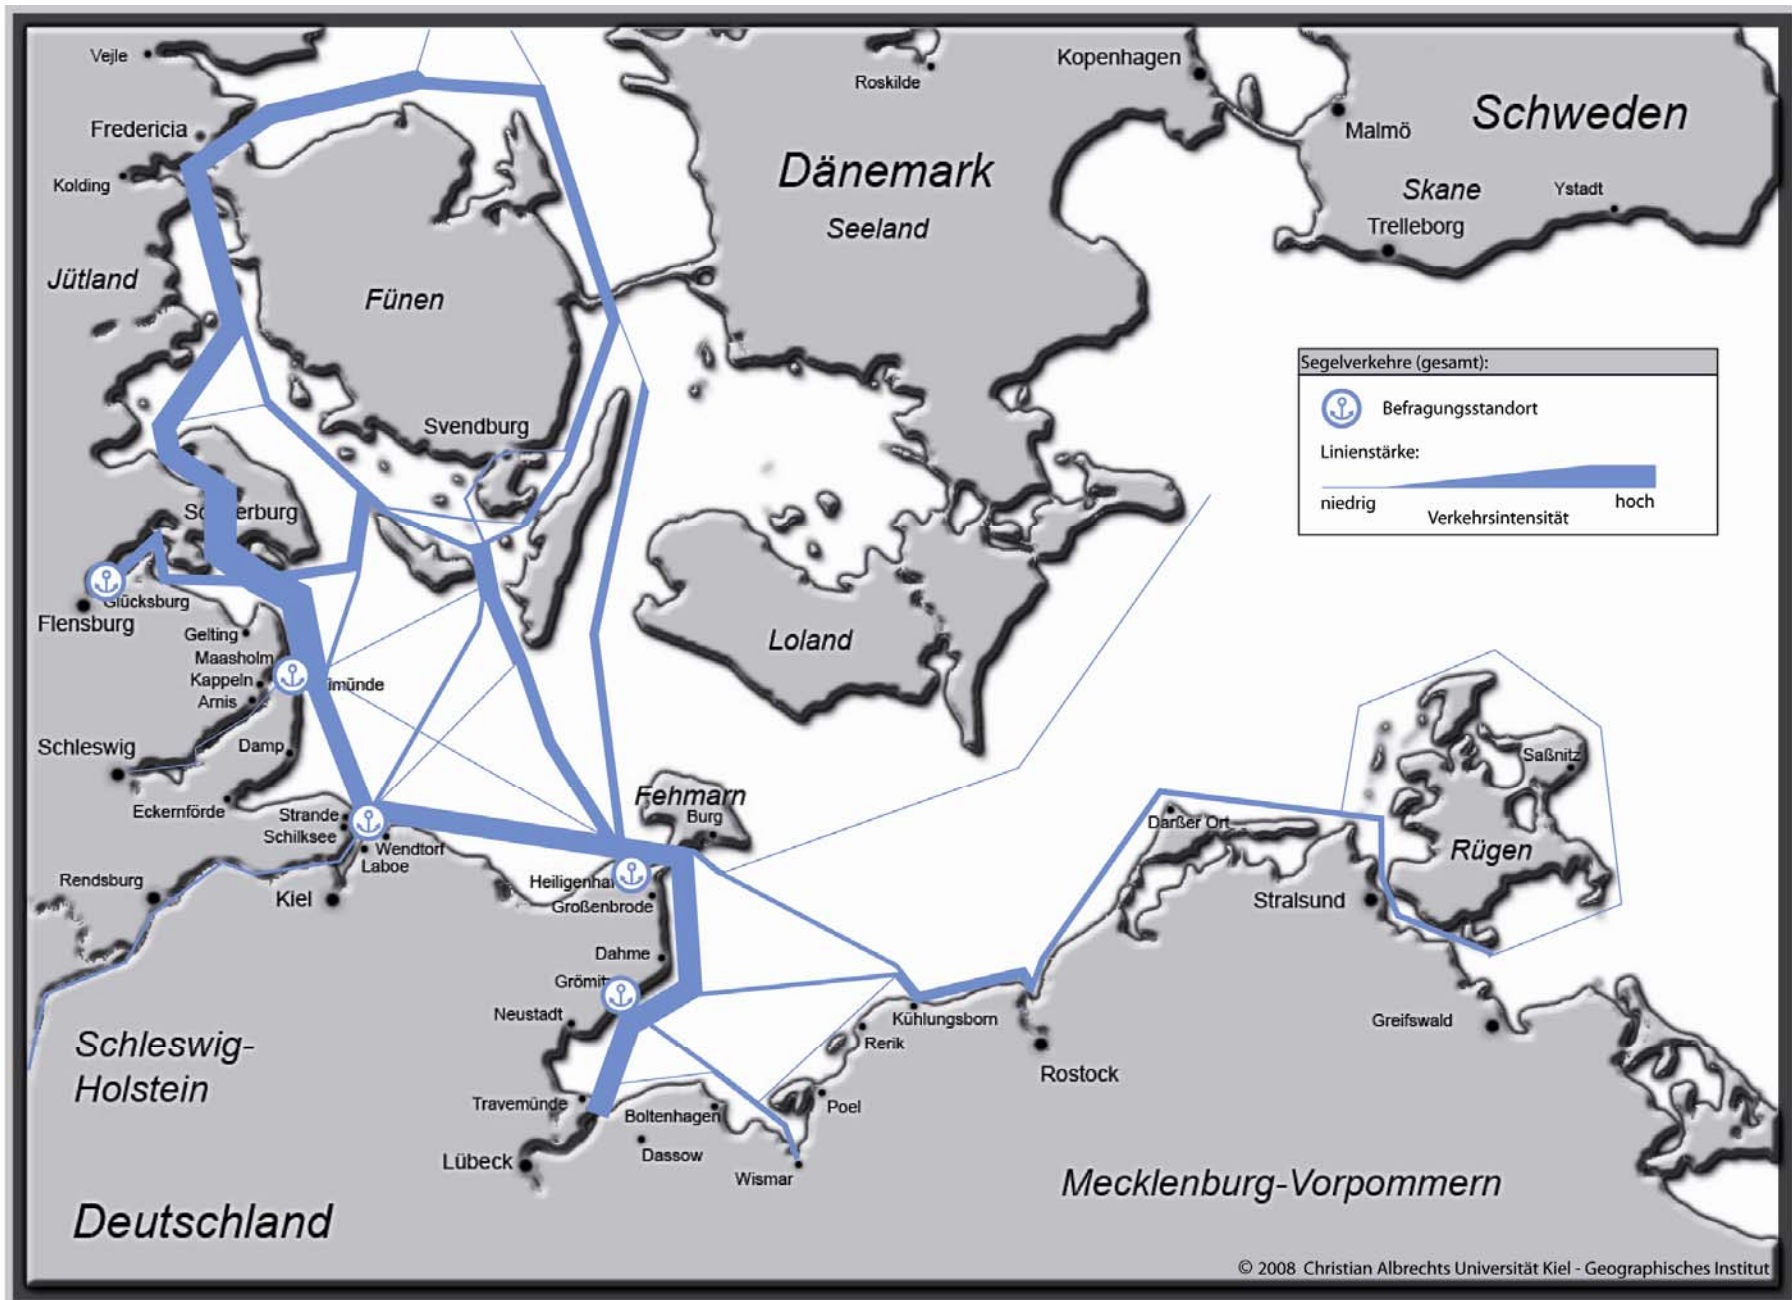 Vejle
Roskilde
Kopenhagen
Malmö
Schweden
Fredericia
Kolding
Dänemark
Seeland
Skane
Ystadt
Trelleborg
Jütland
Fünen
Svendburg
Segelverkehre (gesamt):
Befragungsstandort
Linienstärke:
niedrig
hoch
Verkehrsintensität
Glücksburg
Flensburg
Gelting
Maasholm
Kappeln
Arnis
Schleswig
Damp
Eckernförde
Strande
Schilksee
Wendtorf
Laboe
Rendsburg
Kiel
Loland
Fehmarn
Burg
Großenbrode
Dahme
Neustadt
Travemünde
Lübeck
Boltenhagen
Dassow
Wismar
Poel
Rerik
Kühlungsborn
Rostock
Darßer Ort
Stralsund
Rügen
Saßnitz
Greifswald
Schleswig-
Holstein
Deutschland
Mecklenburg-Vorpommern
© 2008 Christian Albrechts Universität Kiel - Geographisches Institut